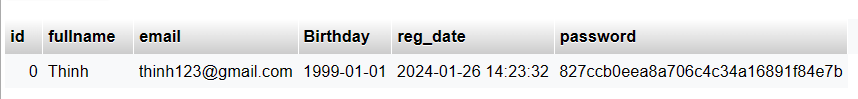 id fullname email Birthday reg_date password
0 Thinh thinh123@gmail.com 1999-01-01 2024-01-26 14:23:32 827ccb0eea8a706c4c34a16891f84e7b